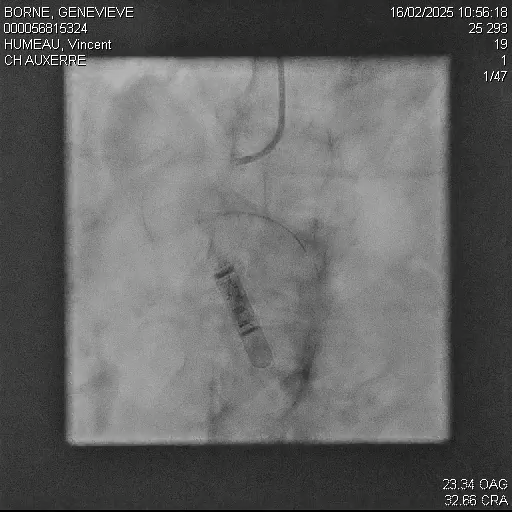 BORNE, GENEVIEVE
000056815324
HUMEAU, Vincent
CH AUXERRE
16/02/2025 10:56:18
25 293
19
1
1/47
23.34 OAG
32.66 CRA